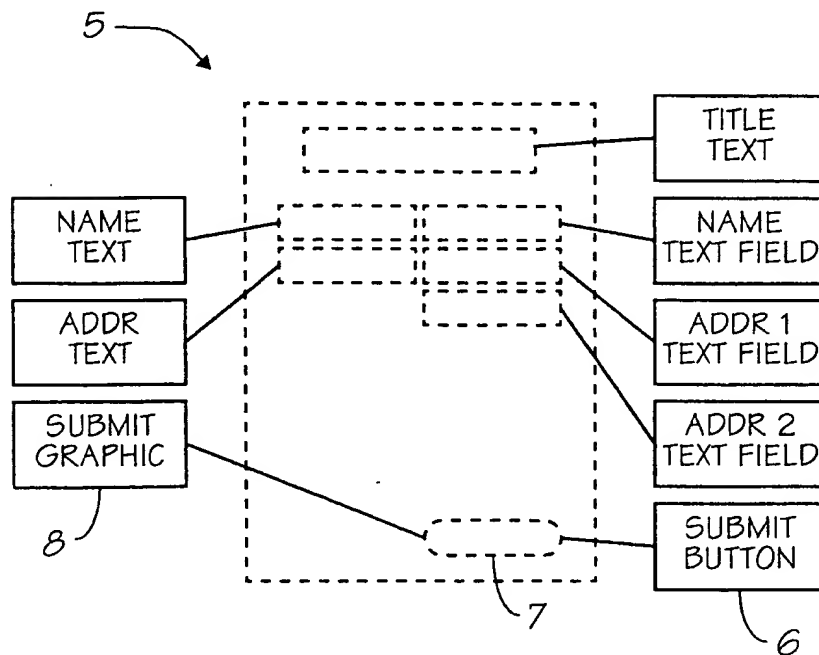 5
TITLE
TEXT
NAME
TEXT
NAME
TEXT FIELD
ADDR
TEXT
ADDR 1
TEXT FIELD
SUBMIT
GRAPHIC
ADDR 2
TEXT FIELD
8
SUBMIT
BUTTON
7
6